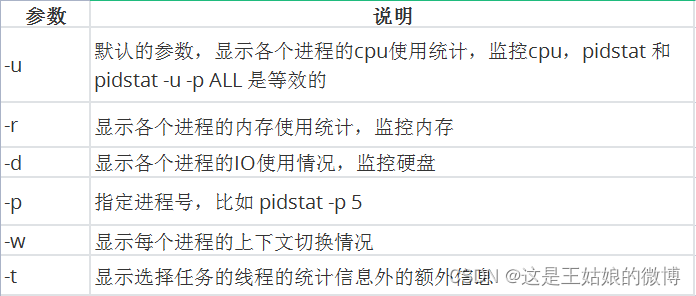 参数 说明
-u 默认的参数，显示各个进程的cpu使用统计，监控cpu，pidstat 和
pidstat -u -p ALL 是等效的
-r 显示各个进程的内存使用统计，监控内存
-d 显示各个进程的IO使用情况，监控硬盘
-p 指定进程号，比如 pidstat -p 5
-w 显示每个进程的上下文切换情况
-t 显示选择任务的线程的统计信息外的额外信息
CSDN @这是王姑娘的微博